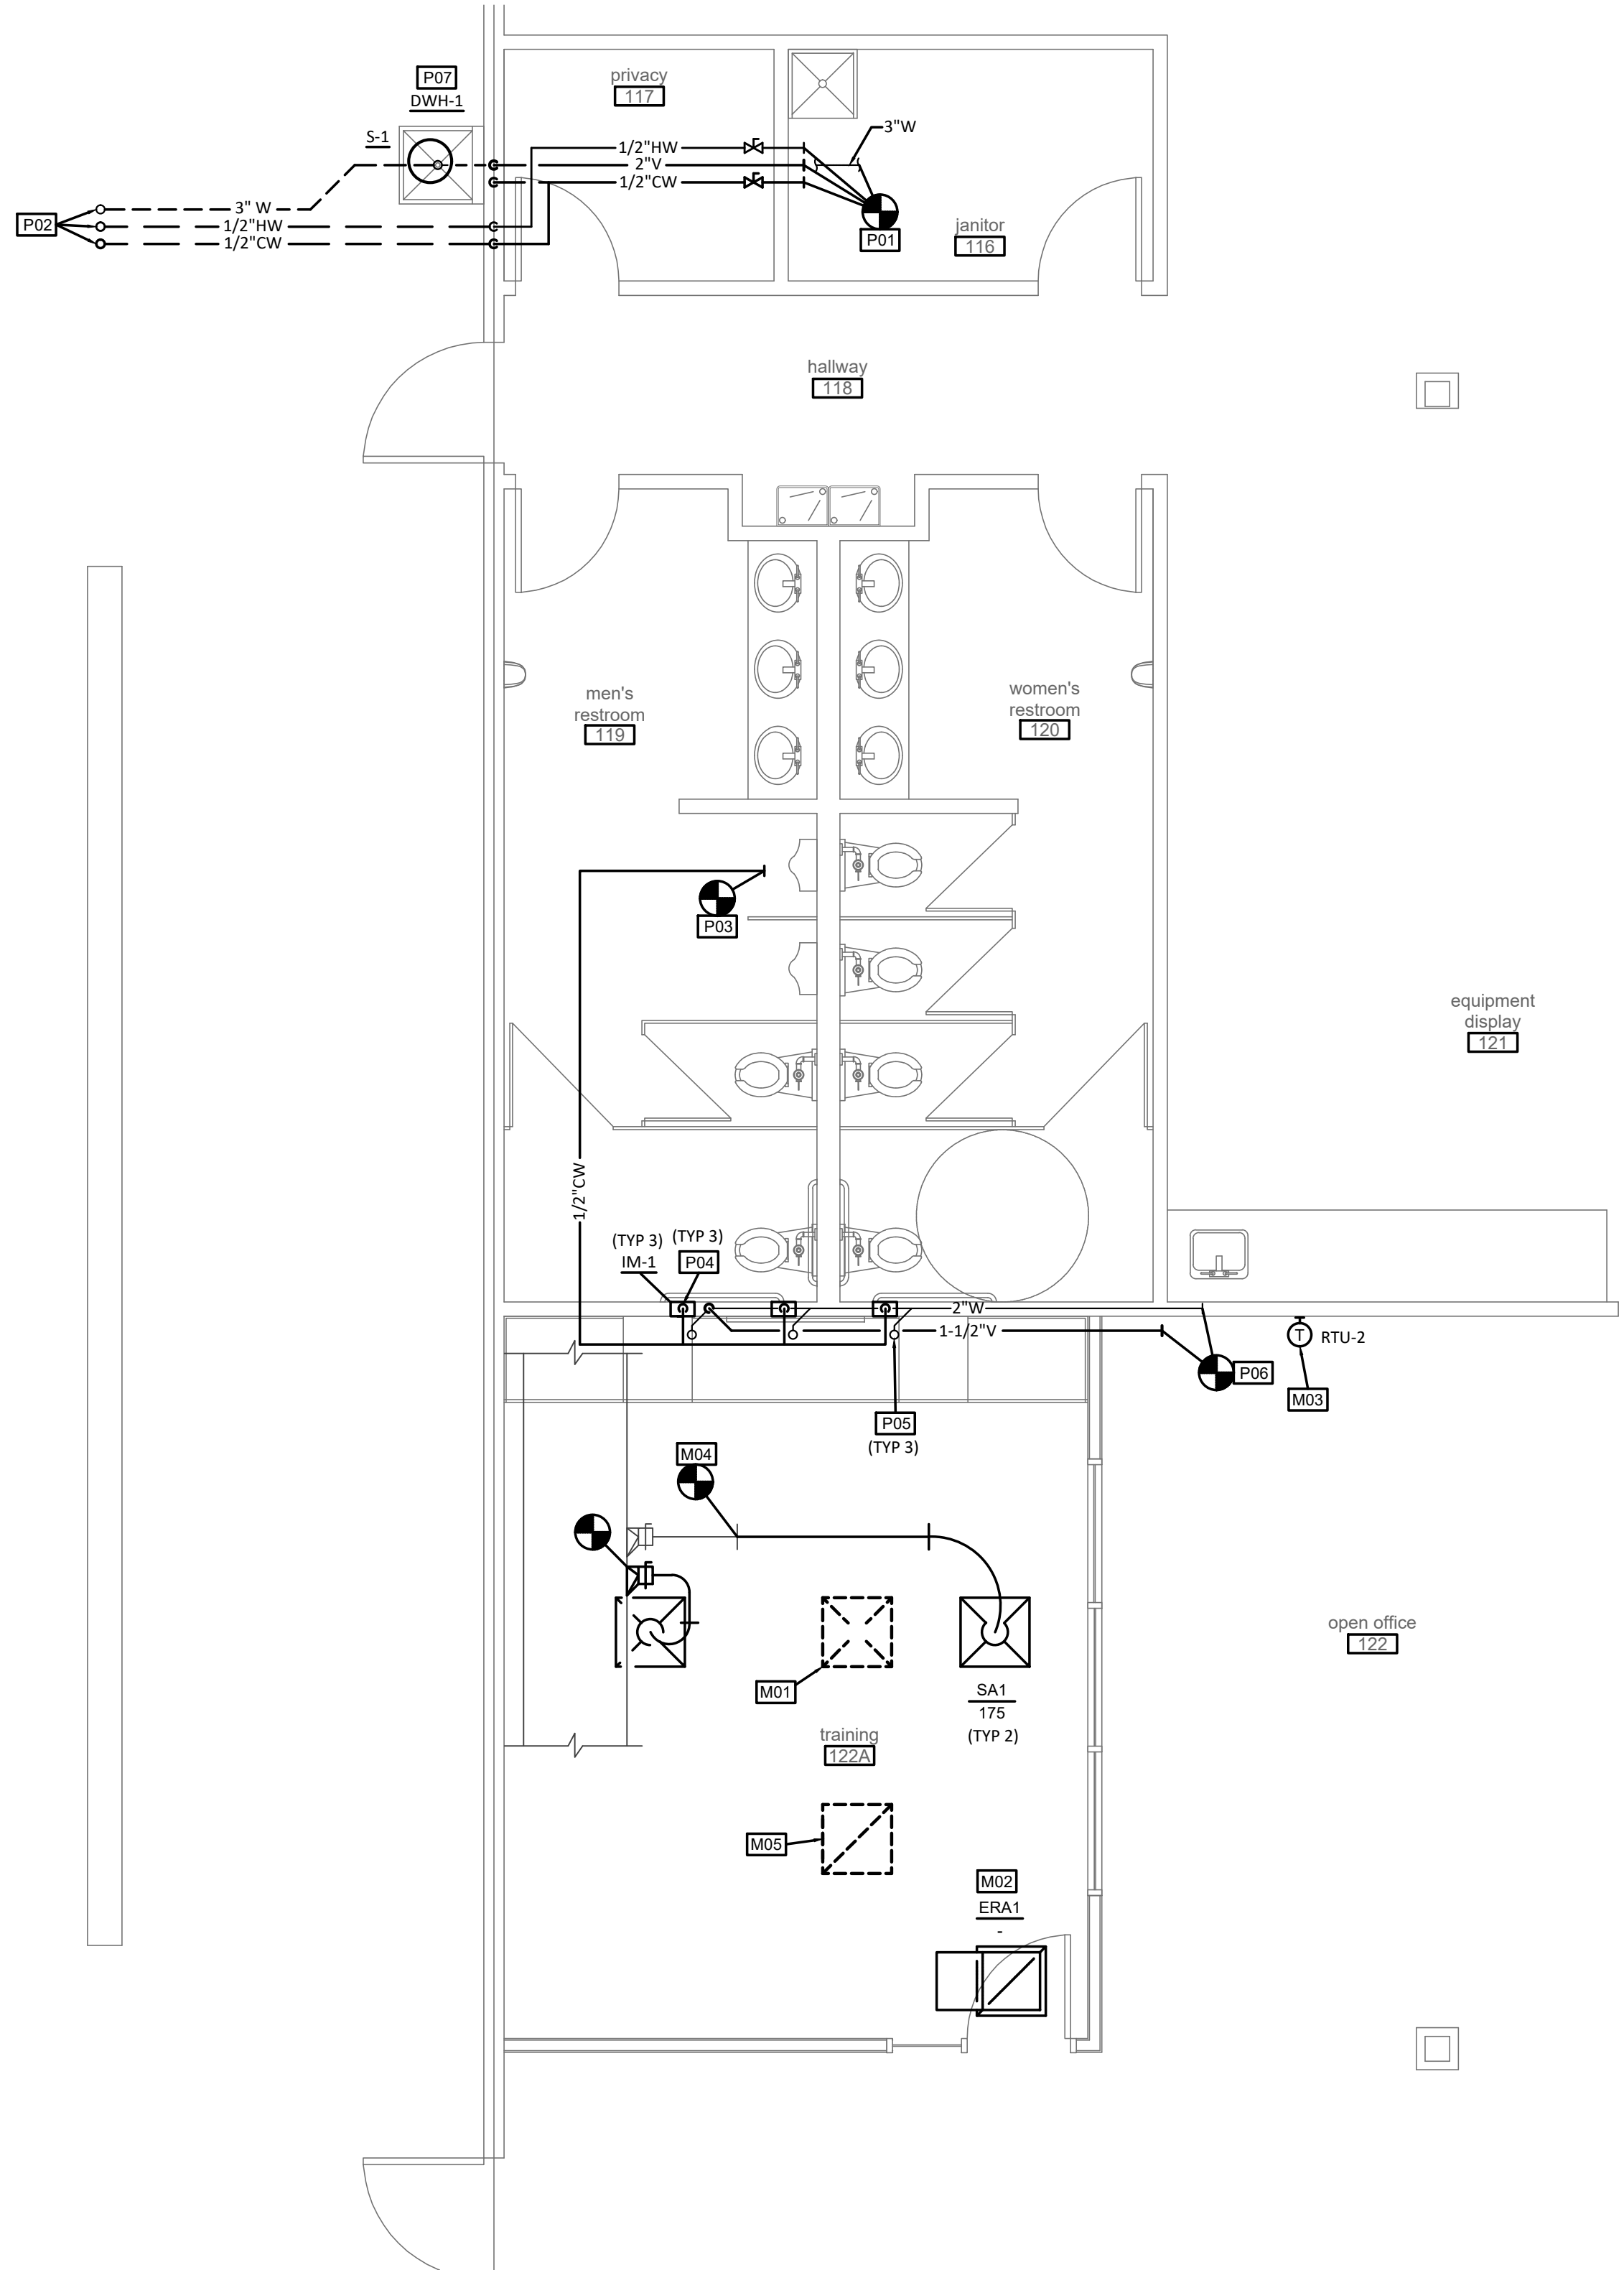 P07
DWH-1
S-1
privacy
117
3"W
1/2"HW
2"V
1/2"CW
P02
3" W
1/2"HW
1/2"CW
P01
janitor
116
hallway
118
men's
restroom
119
women's
restroom
120
P03
equipment
display
121
1/2"CW
(TYP 3)
IM-1
(TYP 3)
P04
2"W
1-1/2"V
T
RTU-2
P06
M03
P05
(TYP 3)
M04
M01
SA1
175
(TYP 2)
open office
122
training
122A
M05
M02
ERA1
-